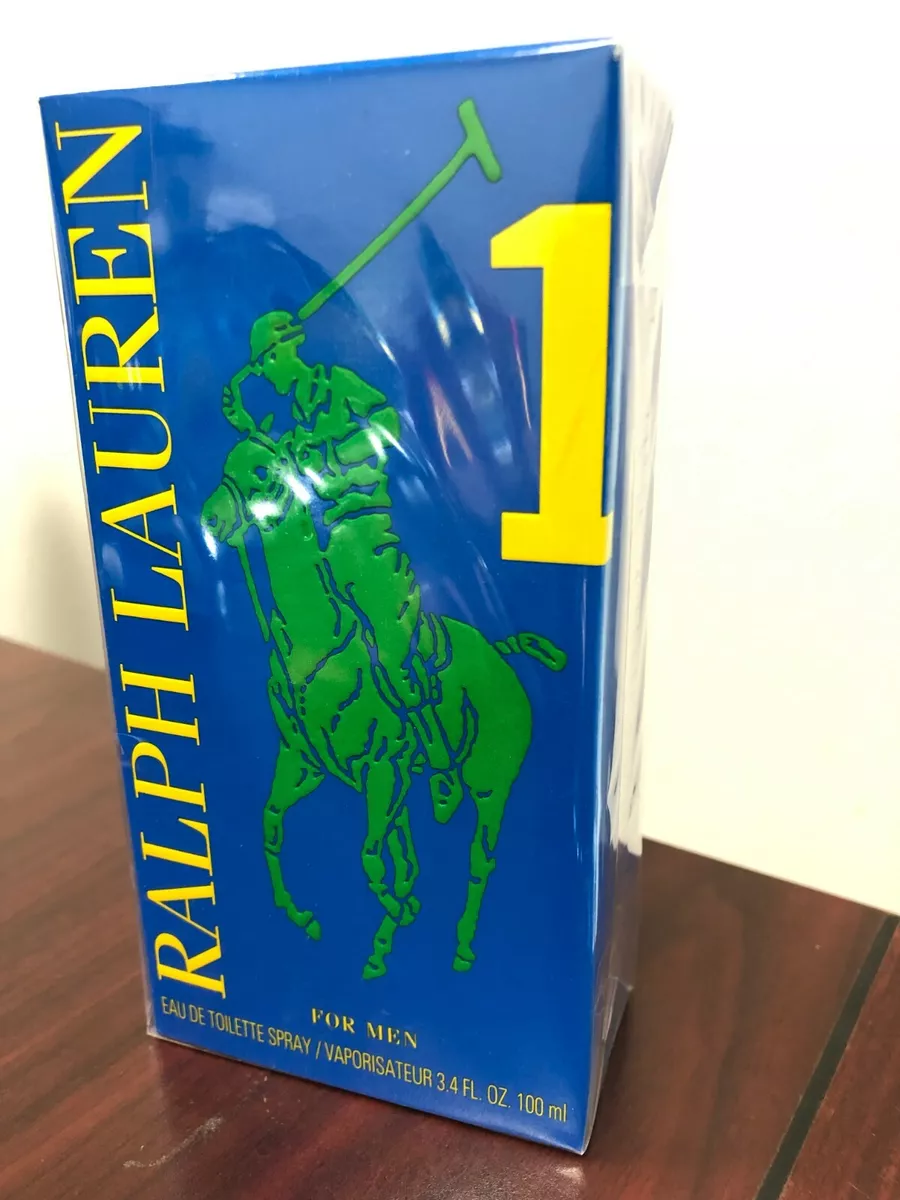 RALPH LAUREN
1
FOR MEN
EAU DE TOILETTE SPRAY / VAPORISATEUR 3.4 FL. OZ. 100 ml